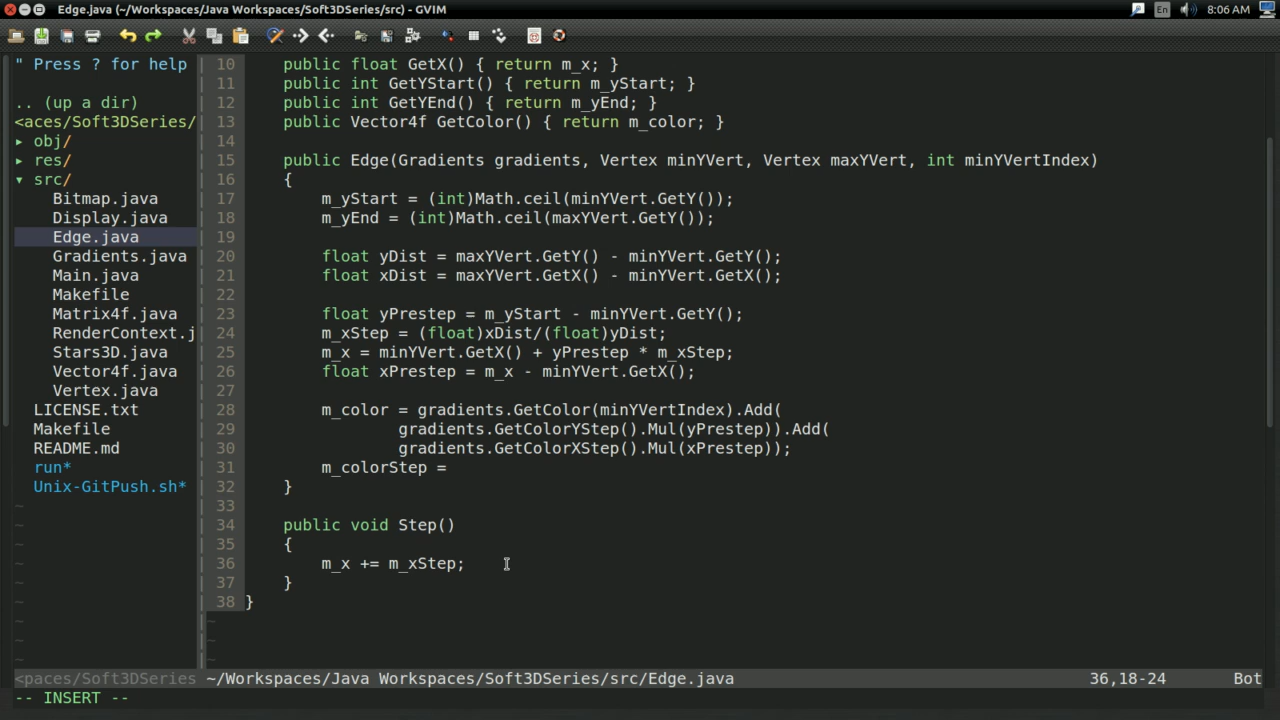 Edge.java (~/Workspaces/Java Workspaces/Soft3DSeries/src) - GVIM
En
8:06 AM
" Press ? for help
.. (up a dir)
<aces/Soft3DSeries/
▸ obj/
▸ res/
▾ src/
Bitmap.java
Display.java
Edge.java
Gradients.java
Main.java
Makefile
Matrix4f.java
RenderContext.j
Stars3D.java
Vector4f.java
Vertex.java
LICENSE.txt
Makefile
README.md
run*
Unix-GitPush.sh*
~
~
~
~
~
~
~
~
~
10 public float GetX() { return m_x; }
11 public int GetYStart() { return m_yStart; }
12 public int GetYEnd() { return m_yEnd; }
13 public Vector4f GetColor() { return m_color; }
14
15 public Edge(Gradients gradients, Vertex minYVert, Vertex maxYVert, int minYVertIndex)
16 {
17 m_yStart = (int)Math.ceil(minYVert.GetY());
18 m_yEnd = (int)Math.ceil(maxYVert.GetY());
19
20 float yDist = maxYVert.GetY() - minYVert.GetY();
21 float xDist = maxYVert.GetX() - minYVert.GetX();
22
23 float yPrestep = m_yStart - minYVert.GetY();
24 m_xStep = (float)xDist/(float)yDist;
25 m_x = minYVert.GetX() + yPrestep * m_xStep;
26 float xPrestep = m_x - minYVert.GetX();
27
28 m_color = gradients.GetColor(minYVertIndex).Add(
29 gradients.GetColorYStep().Mul(yPrestep)).Add(
30 gradients.GetColorXStep().Mul(xPrestep));
31 m_colorStep =
32 }
33
34 public void Step()
35 {
36 m_x += m_xStep;
37 }
38 }
~
~
~
<paces/Soft3DSeries ~/Workspaces/Java Workspaces/Soft3DSeries/src/Edge.java 36,18-24 Bot
-- INSERT --